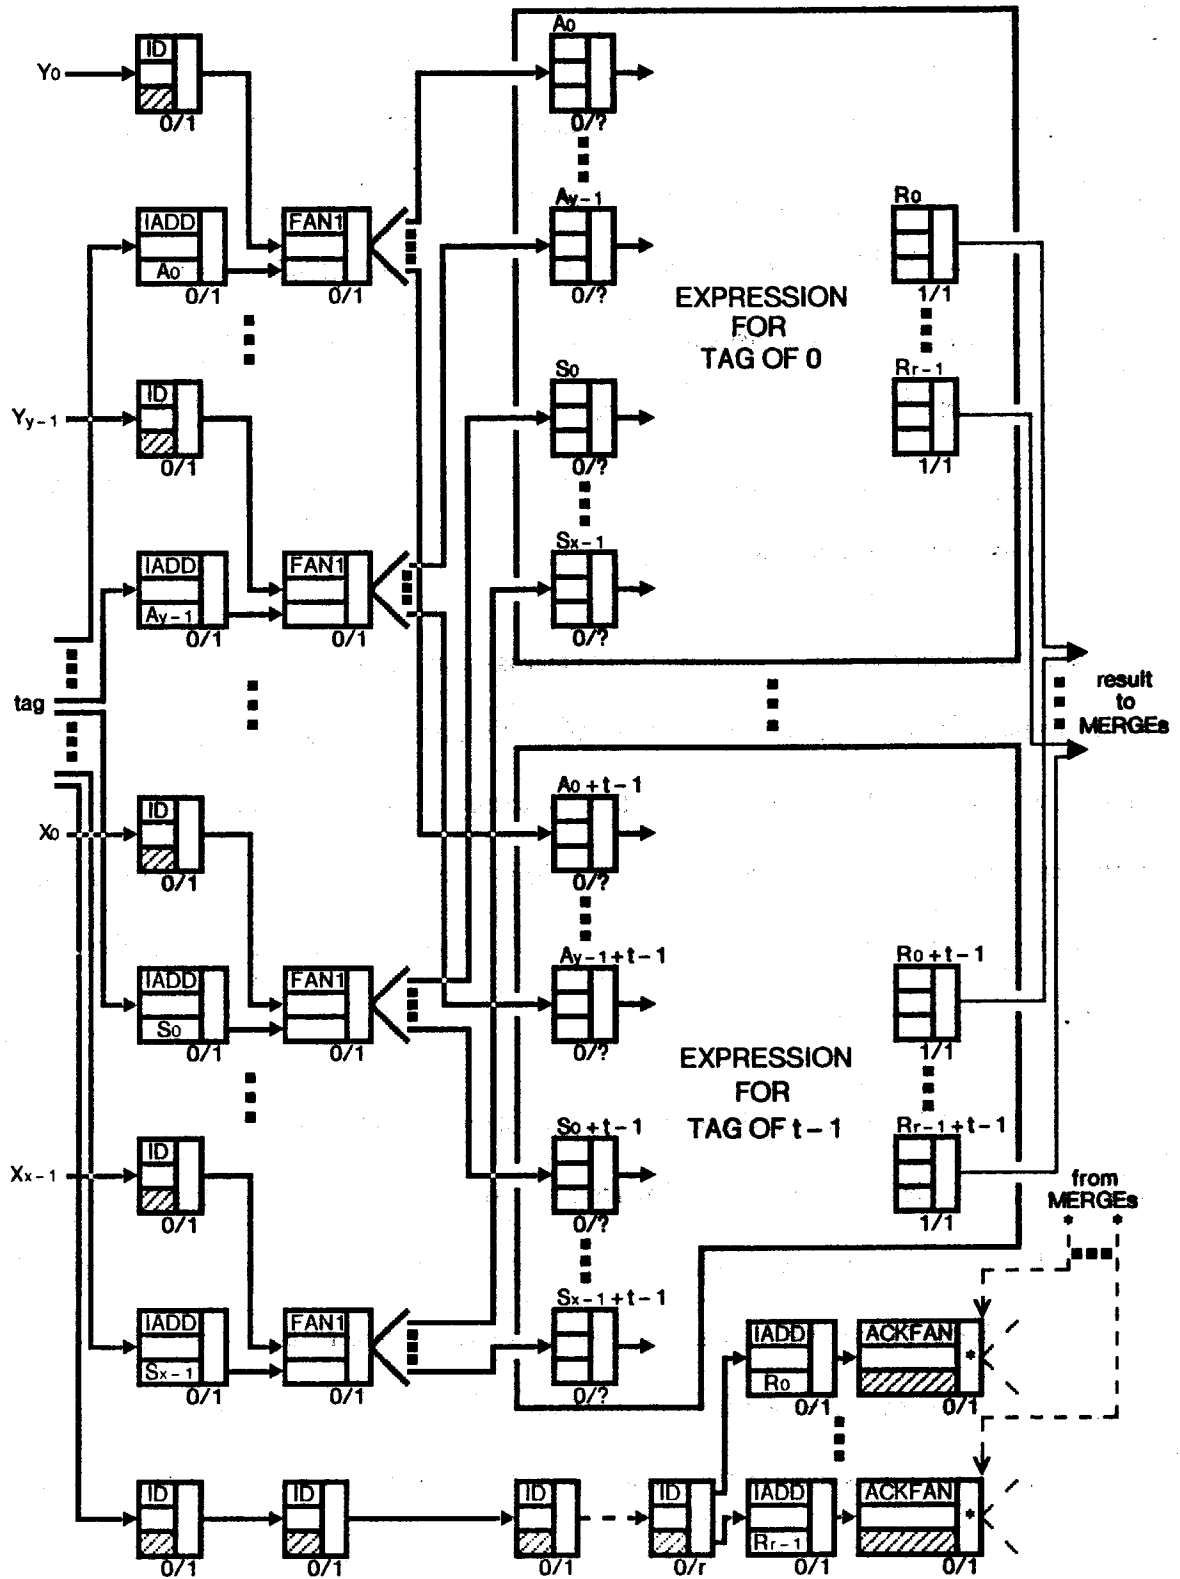 A0
ID
Y0
0/1
0/?
Ay-1
R0
IADD
FAN1
A0
0/1
0/1
0/?
1/1
EXPRESSION
FOR
TAG OF 0
S0
Rr-1
ID
Yy-1
0/1
0/?
1/1
Sx-1
IADD
FAN1
Ay-1
0/1
0/1
0/?
tag
result
to
MERGEs
A0+t-1
ID
X0
0/1
0/?
Ay-1+t-1
R0+t-1
IADD
FAN1
S0
0/1
0/1
0/?
1/1
EXPRESSION
FOR
TAG OF t-1
S0+t-1
Rr-1+t-1
ID
Xx-1
0/1
0/?
1/1
from
MERGEs
* *
Sx-1+t-1
IADD
FAN1
IADD
ACKFAN
*
Sx-1
R0
0/1
0/1
0/?
0/1
0/1
ID
ID
ID
ID
IADD
ACKFAN
*
Rr-1
0/1
0/1
0/1
0/r
0/1
0/1